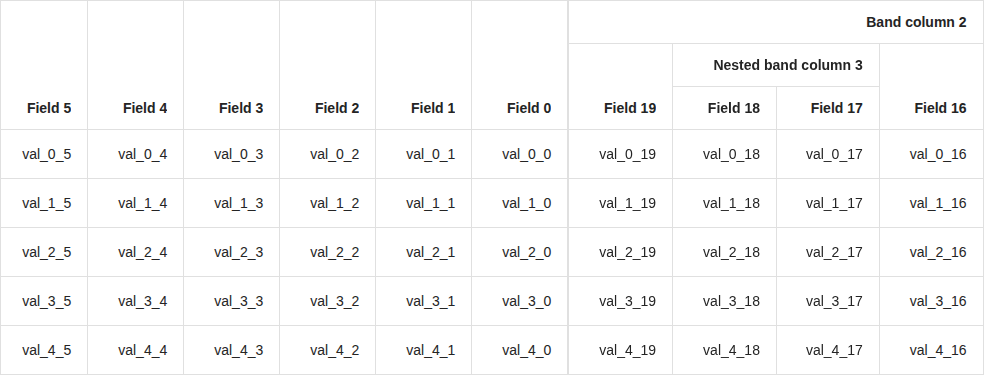 Band column 2
Nested band column 3
Field 5 Field 4 Field 3 Field 2 Field 1 Field 0 Field 19 Field 18 Field 17 Field 16
val_0_5 val_0_4 val_0_3 val_0_2 val_0_1 val_0_0 val_0_19 val_0_18 val_0_17 val_0_16
val_1_5 val_1_4 val_1_3 val_1_2 val_1_1 val_1_0 val_1_19 val_1_18 val_1_17 val_1_16
val_2_5 val_2_4 val_2_3 val_2_2 val_2_1 val_2_0 val_2_19 val_2_18 val_2_17 val_2_16
val_3_5 val_3_4 val_3_3 val_3_2 val_3_1 val_3_0 val_3_19 val_3_18 val_3_17 val_3_16
val_4_5 val_4_4 val_4_3 val_4_2 val_4_1 val_4_0 val_4_19 val_4_18 val_4_17 val_4_16